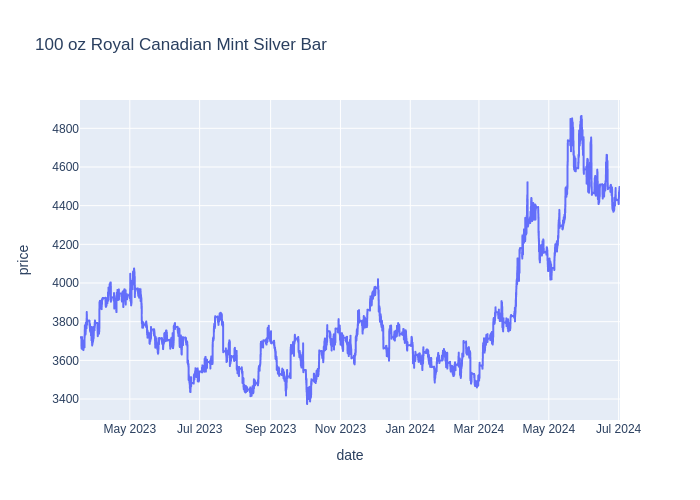 100 oz Royal Canadian Mint Silver Bar
price
4800
4600
4400
4200
4000
3800
3600
3400
May 2023 Jul 2023 Sep 2023 Nov 2023 Jan 2024 Mar 2024 May 2024 Jul 2024
date